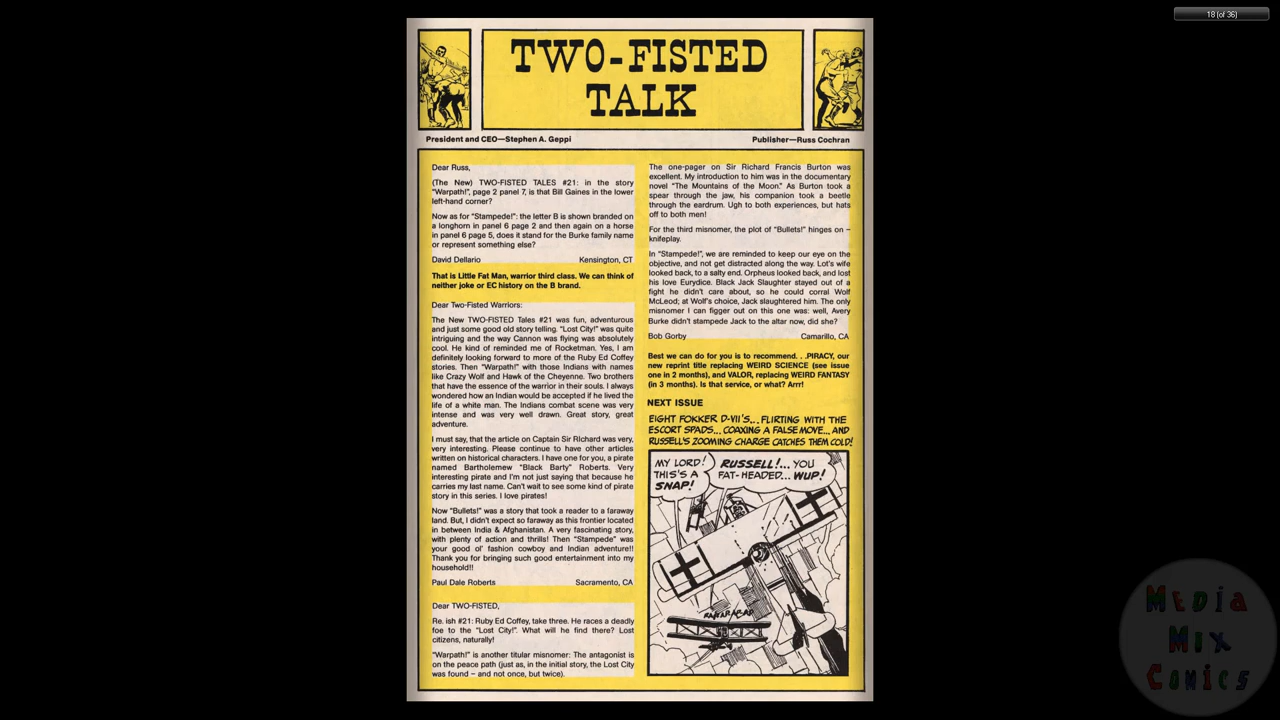 18 (of 36)
TWO-FISTED
TALK
President and CEO—Stephen A. Geppi
Publisher—Russ Cochran
Dear Russ,
(The New) TWO-FISTED TALES #21: in the story
"Warpath!", page 2 panel 7, is that Bill Gaines in the lower
left-hand corner?
Now as for "Stampede!": the letter B is shown branded on
a longhorn in panel 6 page 2 and then again on a horse
in panel 6 page 5, does it stand for the Burke family name
or represent something else?
David Dellario Kensington, CT
That is Little Fat Man, warrior third class. We can think of
neither joke or EC history on the B brand.
Dear Two-Fisted Warriors:
The New TWO-FISTED Tales #21 was fun, adventurous
and just some good old story telling. "Lost City!" was quite
intriguing and the way Cannon was flying was absolutely
cool. He kind of reminded me of Rocketman. Yes, I am
definitely looking forward to more of the Ruby Ed Coffey
stories. Then "Warpath!" with those Indians with names
like Crazy Wolf and Hawk of the Cheyenne. Two brothers
that have the essence of the warrior in their souls. I always
wondered how an Indian would be accepted if he lived the
life of a white man. The Indians combat scene was very
intense and was very well drawn. Great story, great
adventure.
I must say, that the article on Captain Sir RIchard was very,
very interesting. Please continue to have other articles
written on historical characters. I have one for you, a pirate
named Bartholemew "Black Barty" Roberts. Very
interesting pirate and I'm not just saying that because he
carries my last name. Can't wait to see some kind of pirate
story in this series. I love pirates!
Now "Bullets!" was a story that took a reader to a faraway
land. But, I didn't expect so faraway as this frontier located
in between India & Afghanistan. A very fascinating story,
with plenty of action and thrills! Then "Stampede" was
your good ol' fashion cowboy and Indian adventure!!
Thank you for bringing such good entertainment into my
household!!
Paul Dale Roberts Sacramento, CA
Dear TWO-FISTED,
Re. ish #21: Ruby Ed Coffey, take three. He races a deadly
foe to the "Lost City!". What will he find there? Lost
citizens, naturally!
"Warpath!" is another titular misnomer: The antagonist is
on the peace path (just as, in the initial story, the Lost City
was found – and not once, but twice).
The one-pager on Sir Richard Francis Burton was
excellent. My introduction to him was in the documentary
novel "The Mountains of the Moon." As Burton took a
spear through the jaw, his companion took a beetle
through the eardrum. Ugh to both experiences, but hats
off to both men!
For the third misnomer, the plot of "Bullets!" hinges on –
knifeplay.
In "Stampede!", we are reminded to keep our eye on the
objective, and not get distracted along the way. Lot's wife
looked back, to a salty end. Orpheus looked back, and lost
his love Eurydice. Black Jack Slaughter stayed out of a
fight he didn't care about, so he could corral Wolf
McLeod; at Wolf's choice, Jack slaughtered him. The only
misnomer I can figger out on this one was: well, Avery
Burke didn't stampede Jack to the altar now, did she?
Bob Gorby Camarillo, CA
Best we can do for you is to recommend. . .PIRACY, our
new reprint title replacing WEIRD SCIENCE (see issue
one in 2 months), and VALOR, replacing WEIRD FANTASY
(in 3 months). Is that service, or what? Arrr!
NEXT ISSUE
EIGHT FOKKER D-VII'S... FLIRTING WITH THE
ESCORT SPADS... COAXING A FALSE MOVE... AND
RUSSELL'S ZOOMING CHARGE CATCHES THEM COLD!
MY LORD!
THIS'S A
SNAP!
RUSSELL!... YOU
FAT-HEADED... WUP!
MEDIA
MIX
COMICS